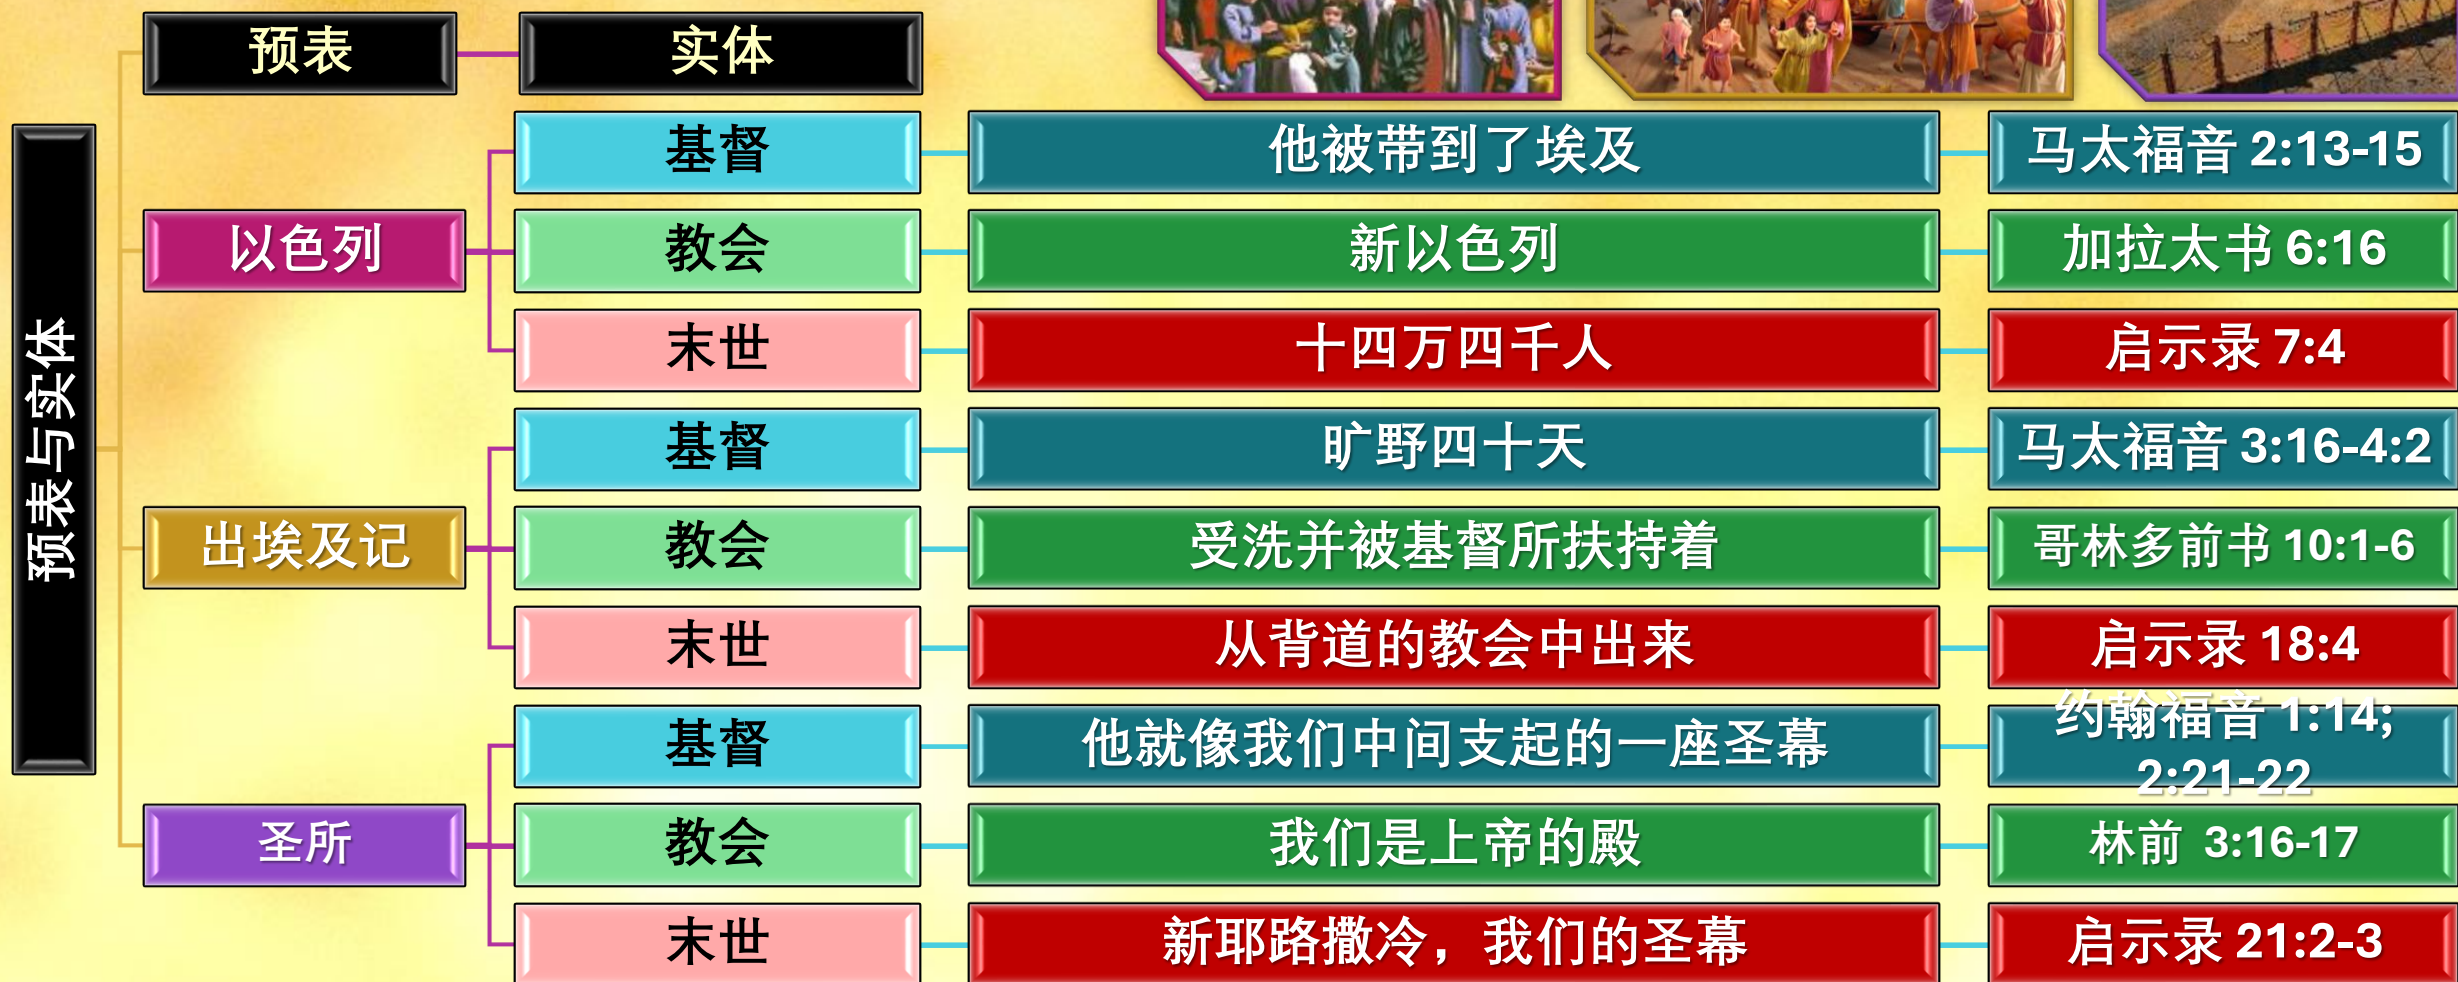 预表与实体
预表
实体
以色列
基督
他被带到了埃及
马太福音 2:13-15
教会
新以色列
加拉太书 6:16
末世
十四万四千人
启示录 7:4
出埃及记
基督
旷野四十天
马太福音 3:16-4:2
教会
受洗并被基督所扶持着
哥林多前书 10:1-6
末世
从背道的教会中出来
启示录 18:4
圣所
基督
他就像我们中间支起的一座圣幕
约翰福音 1:14;
2:21-22
教会
我们是上帝的殿
林前 3:16-17
末世
新耶路撒冷，我们的圣幕
启示录 21:2-3